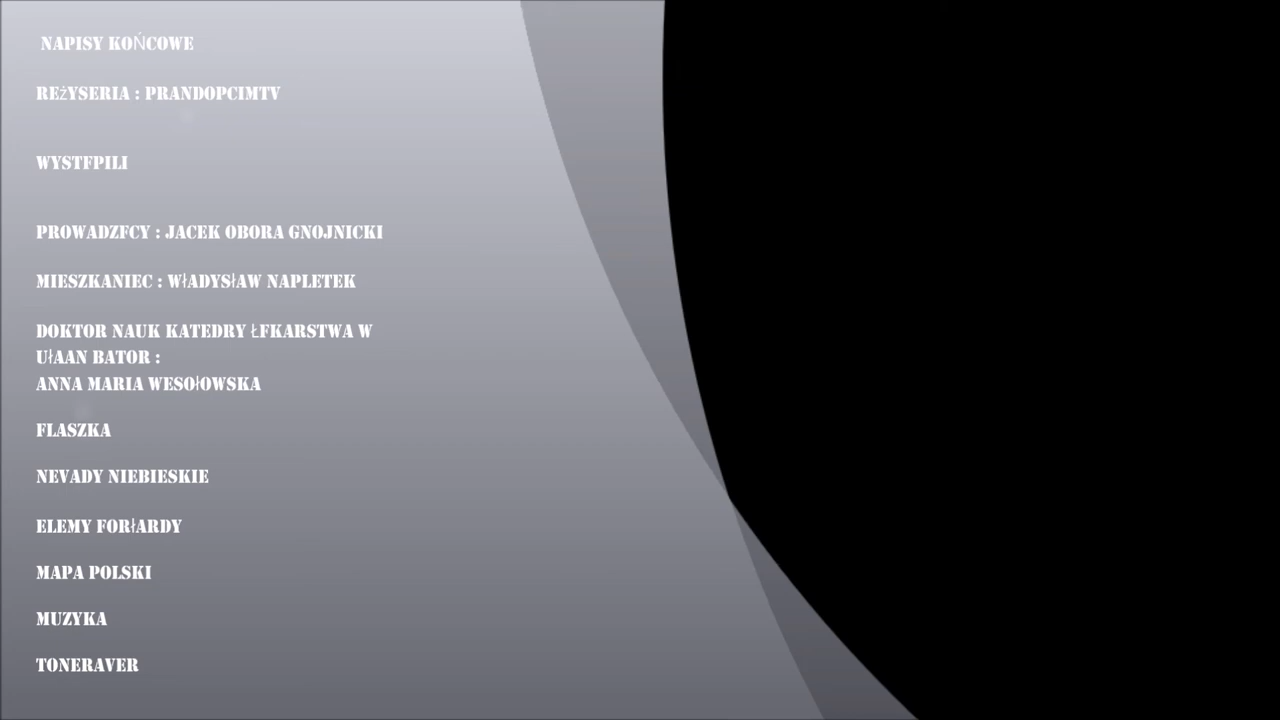 NAPISY KOŃCOWE
REżYSERIA : PRANDOPCIMTV
WYSTFPILI
PROWADZFCY : JACEK OBORA GNOJNICKI
MIESZKANIEC : WłADYSłAW NAPLETEK
DOKTOR NAUK KATEDRY ŁFKARSTWA W
UłAAN BATOR :
ANNA MARIA WESOłOWSKA
FLASZKA
NEVADY NIEBIESKIE
ELEMY FORłARDY
MAPA POLSKI
MUZYKA
TONERAVER